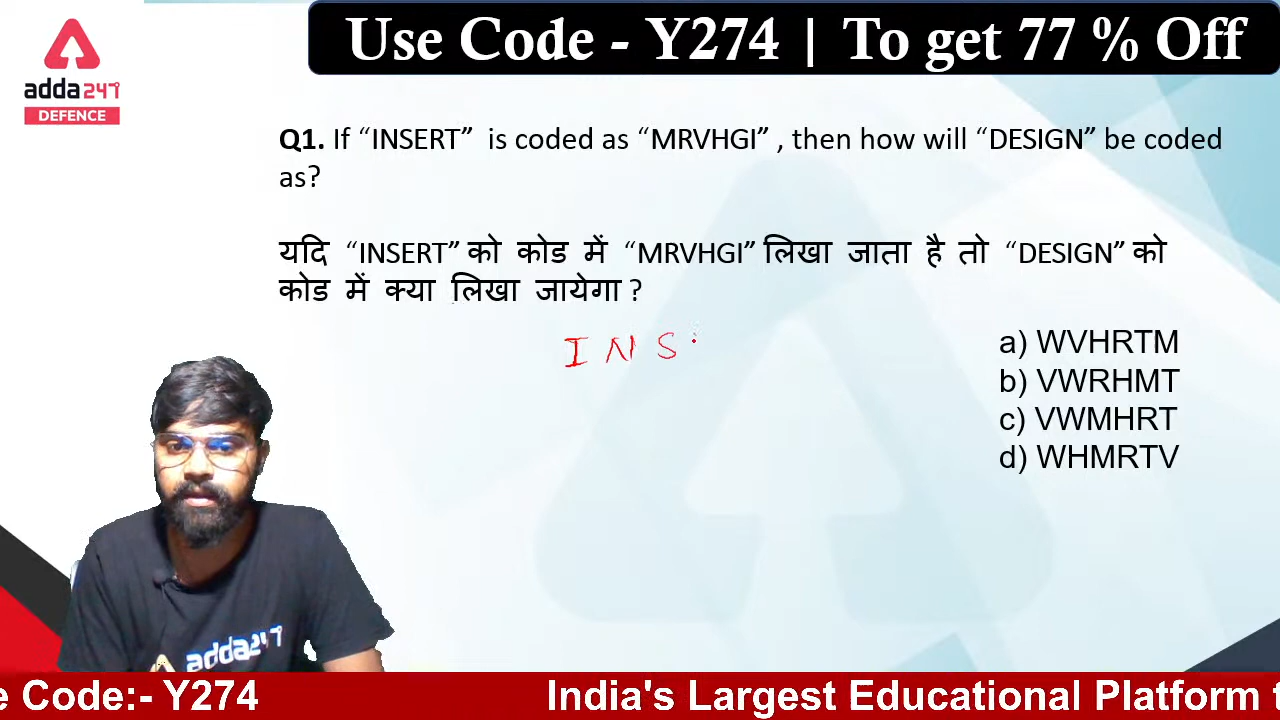 Use Code - Y274 | To get 77 % Off
adda247
DEFENCE
Q1. If “INSERT” is coded as “MRVHGI” , then how will “DESIGN” be coded
as?
यदि “INSERT” को कोड में “MRVHGI” लिखा जाता है तो “DESIGN” को
कोड में क्या लिखा जायेगा ?
I N S
a) WVHRTM
b) VWRHMT
c) VWMHRT
d) WHMRTV
adda247
e Code:- Y274 India's Largest Educational Platform t